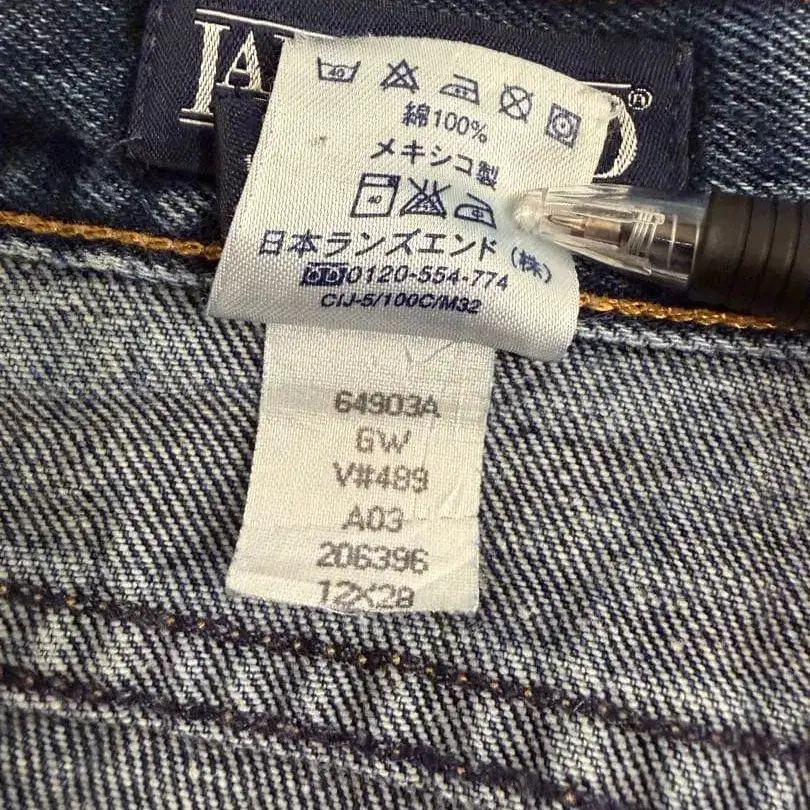 綿100%
メキシコ製
日本ランズエンド(株)
0120-554-774
CIJ-5/100C/M32
64903A
GW
V#489
A03
206396
12X28